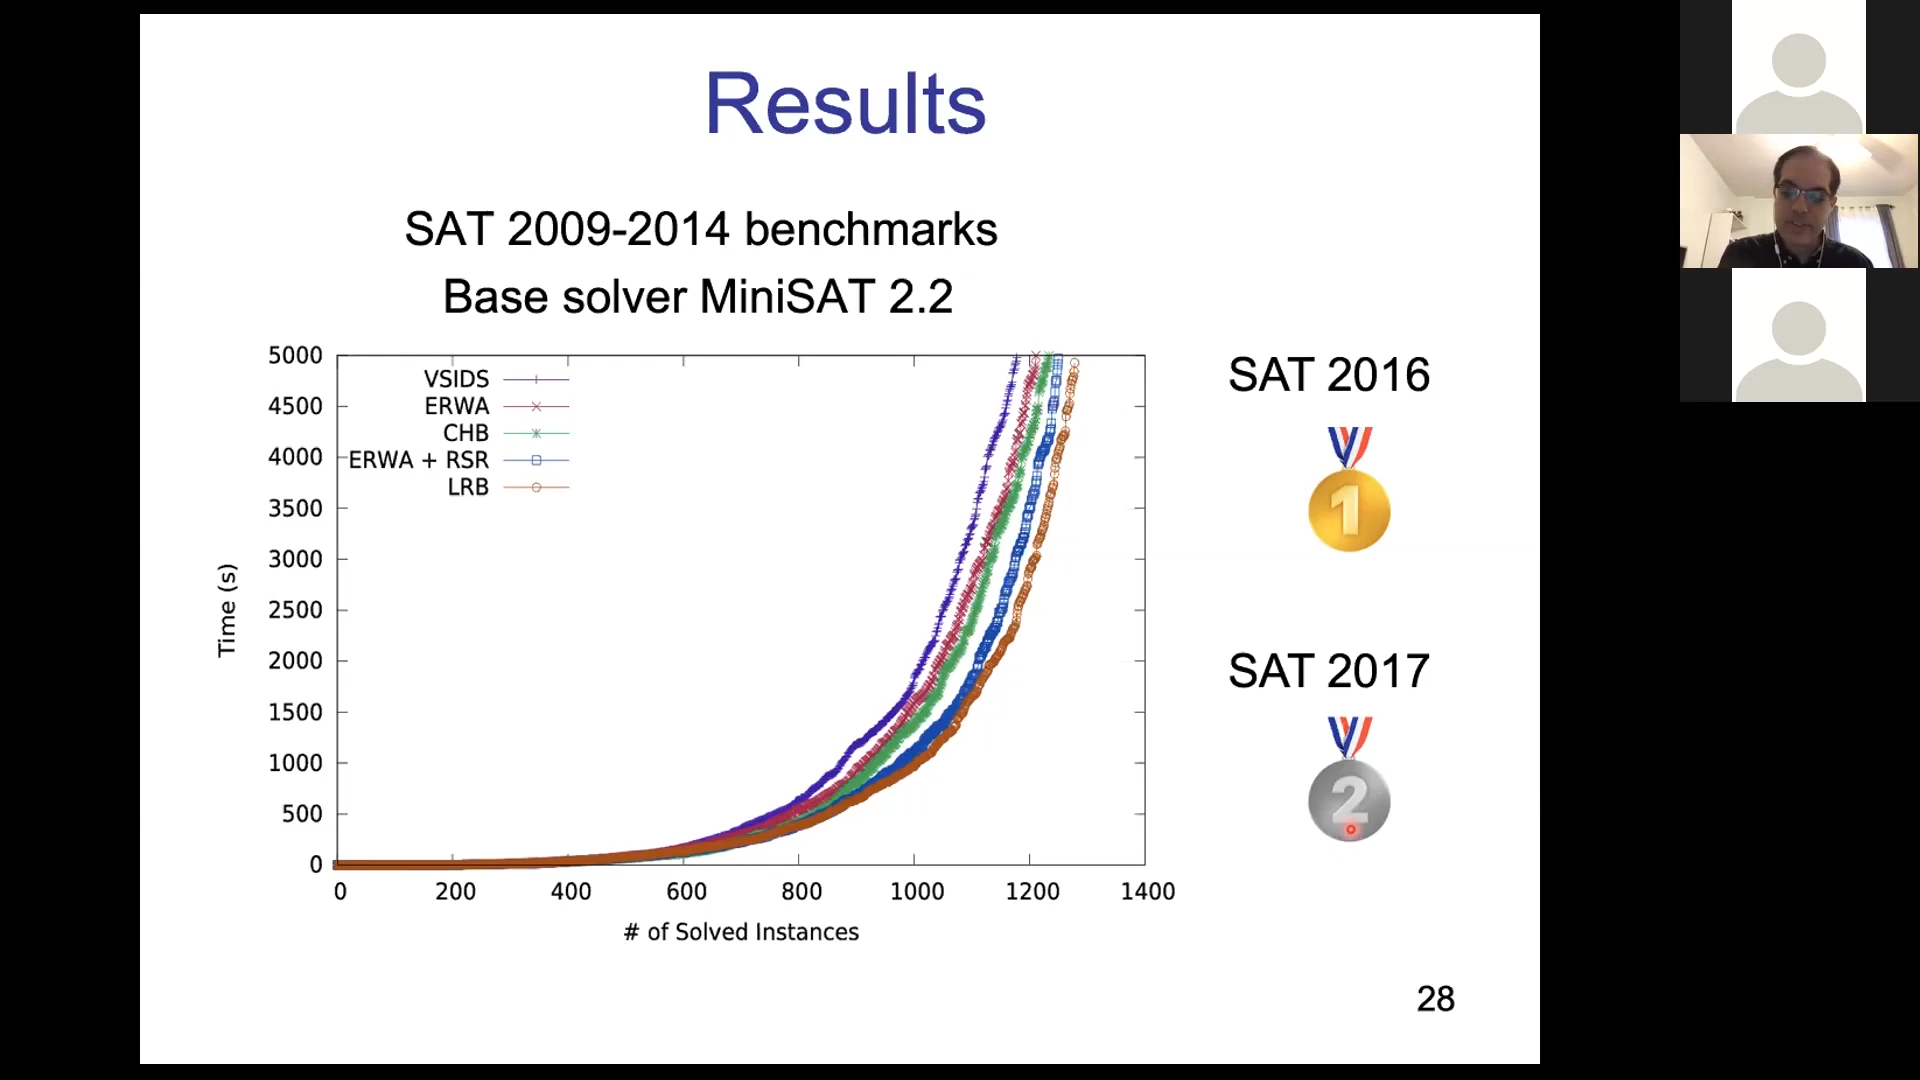 Results
SAT 2009-2014 benchmarks
Base solver MiniSAT 2.2
5000
4500
4000
3500
3000
2500
2000
1500
1000
500
0
Time (s)
VSIDS
ERWA
CHB
ERWA + RSR
LRB
0 200 400 600 800 1000 1200 1400
# of Solved Instances
SAT 2016
1
SAT 2017
2
28